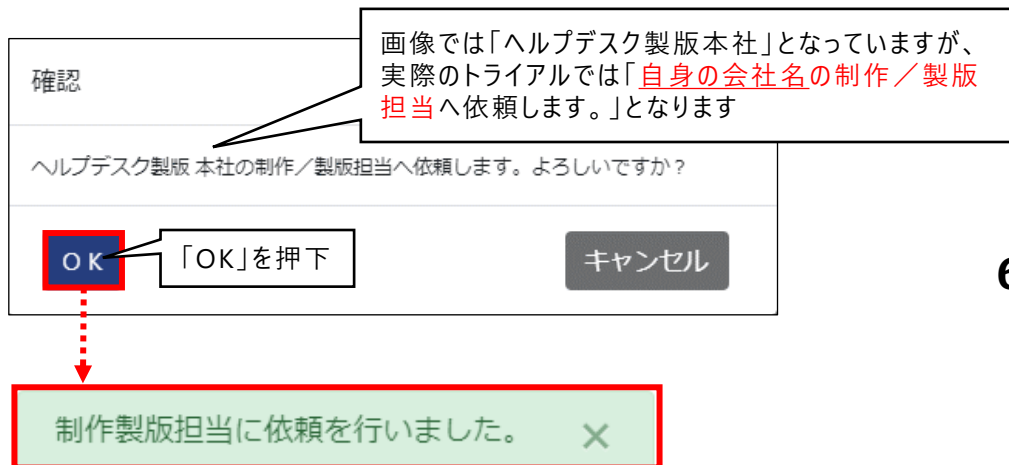 画像では「ヘルプデスク製版本社」となっていますが、
実際のトライアルでは「自身の会社名の制作／製版
担当へ依頼します。」となります
確認
ヘルプデスク製版 本社の制作／製版担当へ依頼します。よろしいですか？
OK
「OK」を押下
キャンセル
制作製版担当に依頼を行いました。 ×